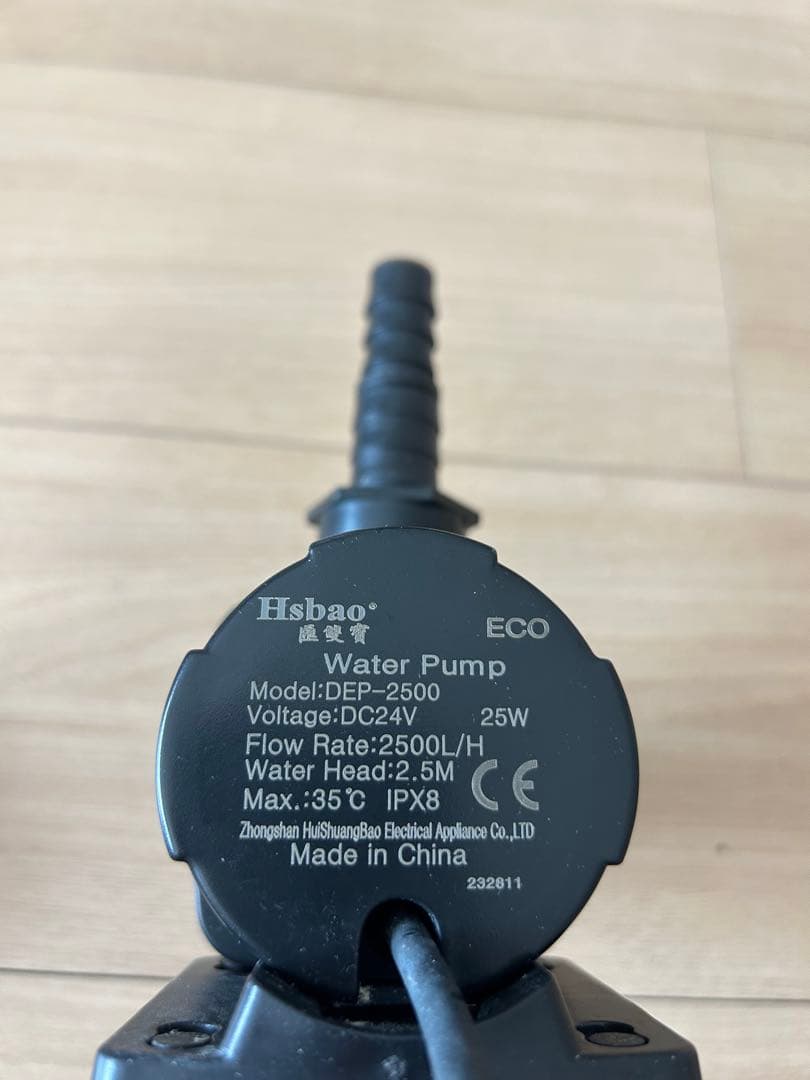 Hsbao®
匯雙寶
ECO
Water Pump
Model:DEP-2500
Voltage:DC24V 25W
Flow Rate:2500L/H
Water Head:2.5M
Max.:35℃ IPX8
CE
Zhongshan HuiShuangBao Electrical Appliance Co.,LTD
Made in China
232811